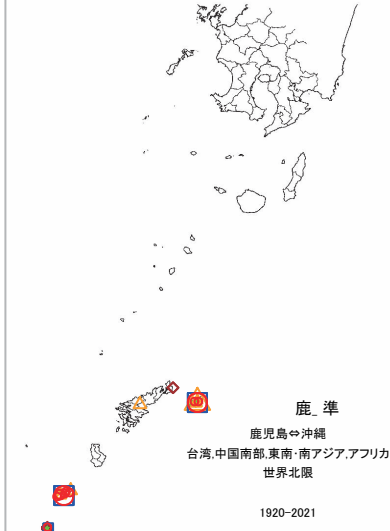 鹿_ 準
鹿児島⇔沖縄
台湾,中国南部,東南･南アジア,アフリカ
世界北限
1920-2021